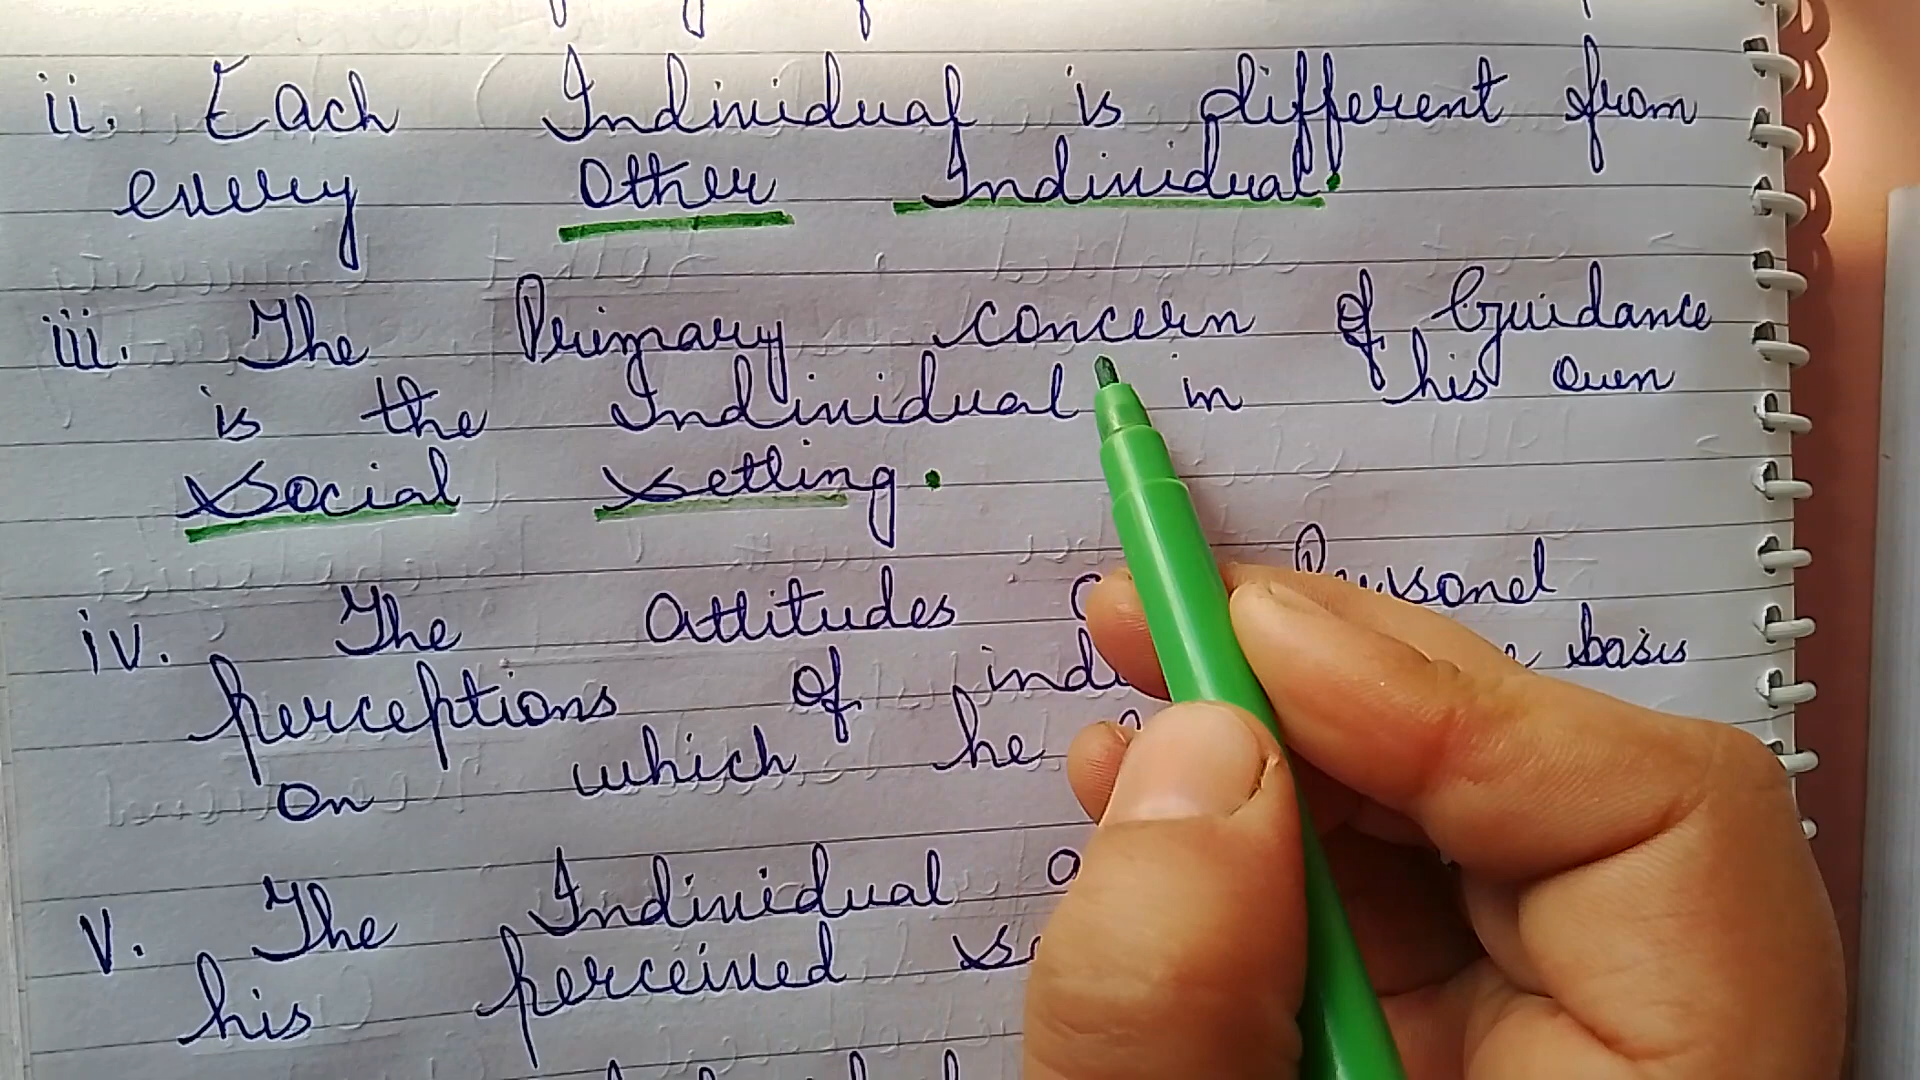 ii. Each Individual is different from
every Other Individual.
iii. The Primary concern of Guidance
is the Individual in his own
Social Setting.
iv. The attitudes Personel
perceptions of basis
on which he
v. The Individual
his perceived